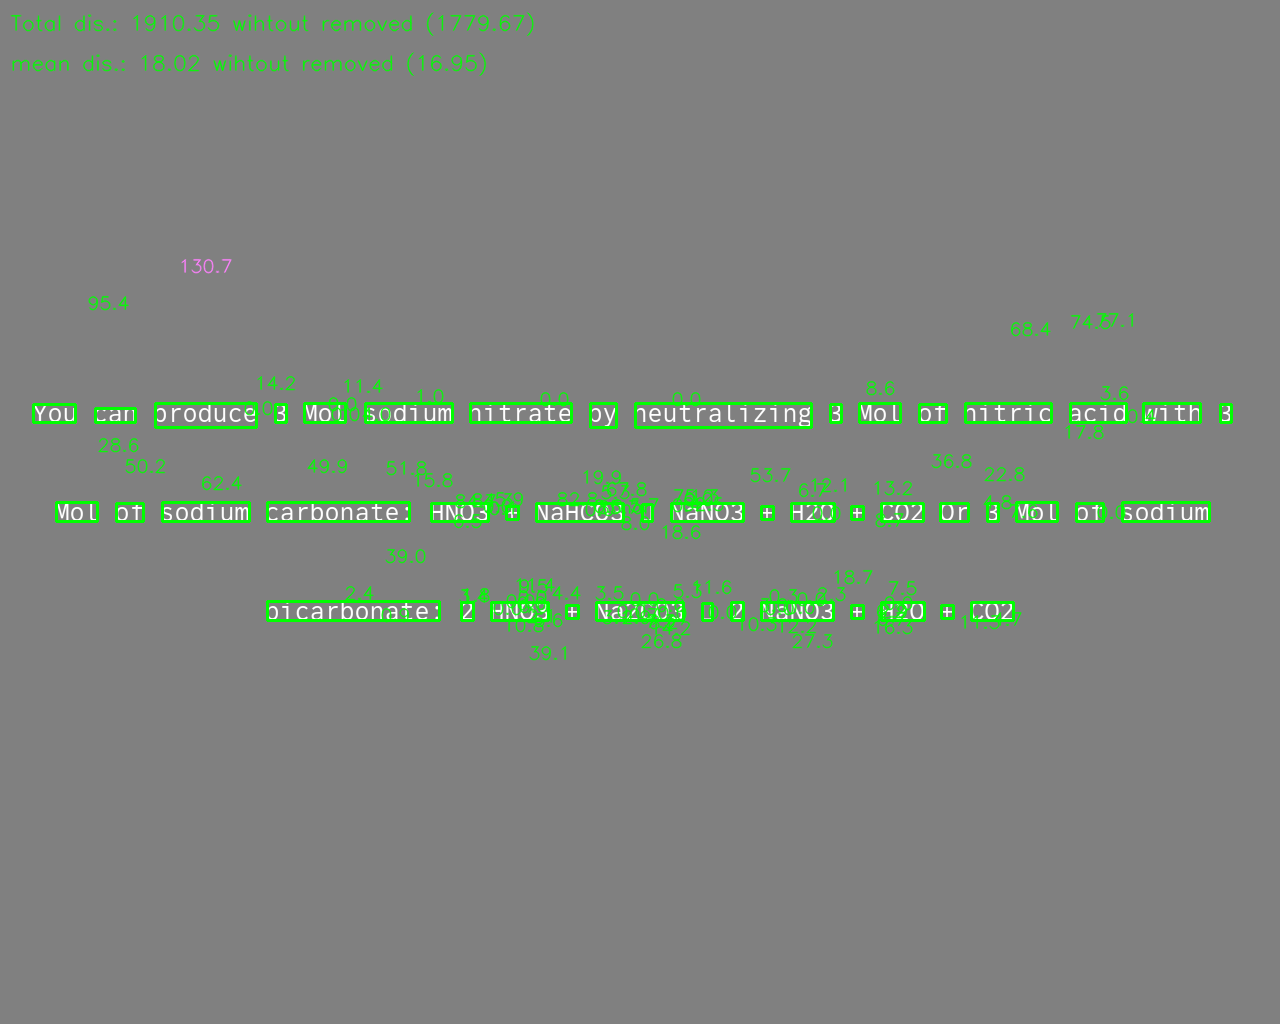 Total dis.: 1910.35 wihtout removed (1779.67)
mean dis.: 18.02 wihtout removed (16.95)
130.7
95.4
68.4 74.6 77.1
14.2 11.4 1.0 0.0 0.0 8.6 3.6
You can produce 3 Mol sodium nitrate by neutralizing 3 Mol of nitric acid with 3
28.6 17.8
50.2 49.9 51.8 15.8 19.9 53.7 36.8 22.8
62.4 6.7 12.1 13.2
Mol of sodium carbonate: HNO3 + NaHCO3 NaNO3 + H2O + CO2 Or 3 Mol of sodium
18.6
39.0
2.4 3.5 5.3 11.6 18.7 7.5
bicarbonate: 2 HNO3 + Na2CO3 2 NaNO3 + H2O + CO2
39.1 26.8 27.3